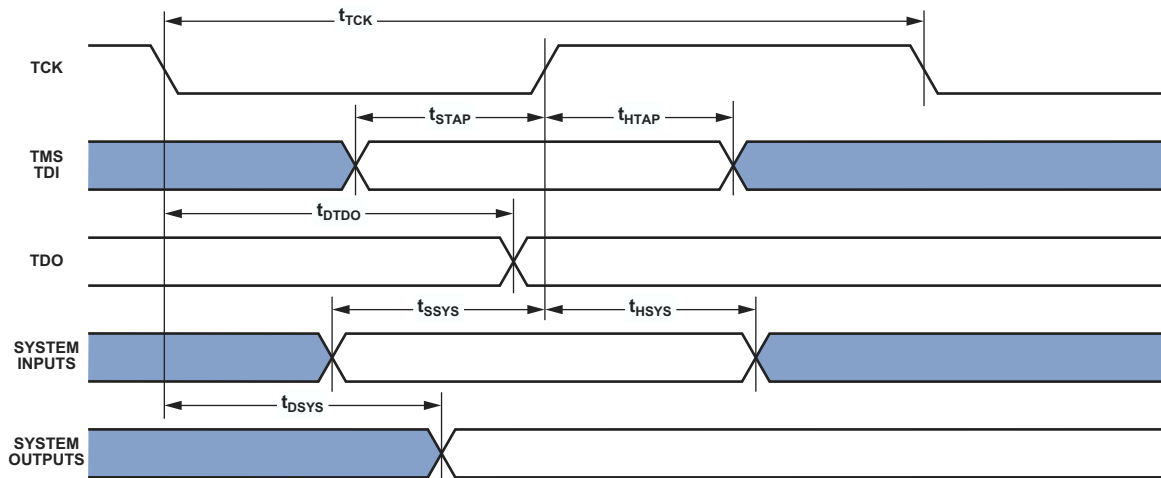 tTCK
TCK
tSTAP
tHTAP
TMS
TDI
tDTDO
TDO
tSSYS
tHSYS
SYSTEM
INPUTS
tDSYS
SYSTEM
OUTPUTS